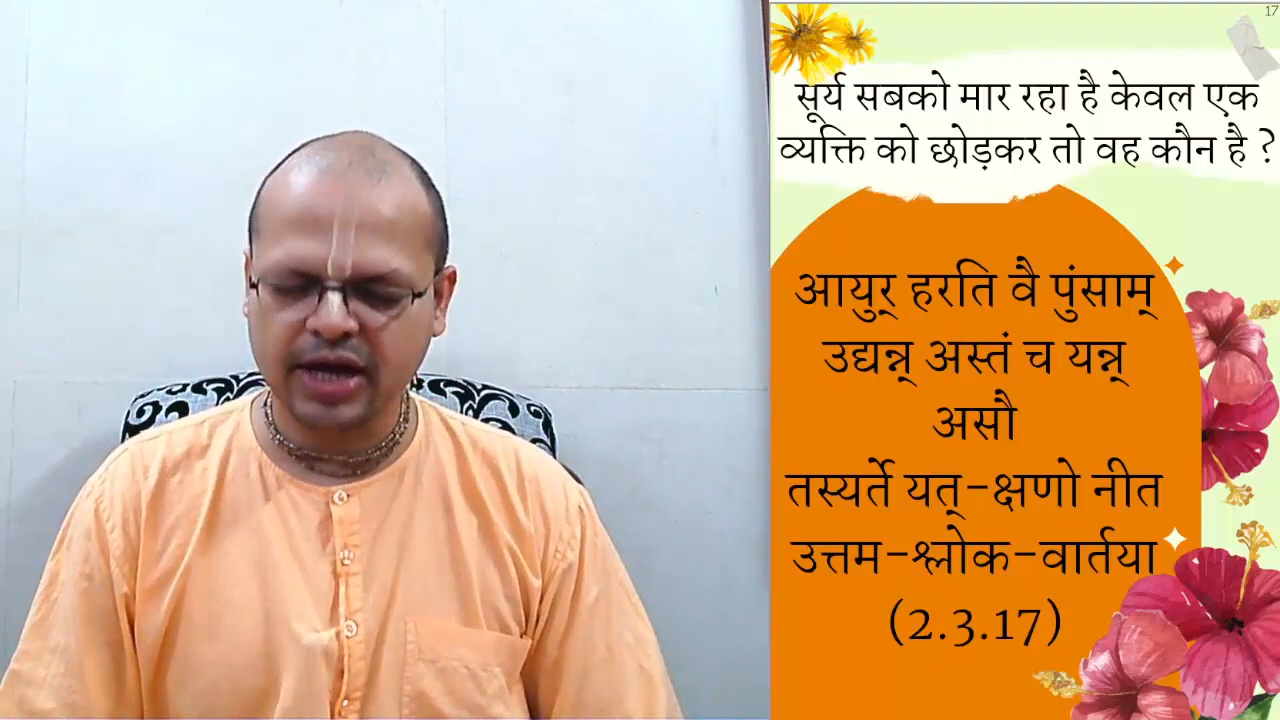 17
सूर्य सबको मार रहा है केवल एक
व्यक्ति को छोड़कर तो वह कौन है ?
आयुर् हरति वै पुंसाम्
उद्यन्न् अस्तं च यन्न्
असौ
तस्यर्ते यत्-क्षणो नीत
उत्तम-श्लोक-वार्तया
(2.3.17)